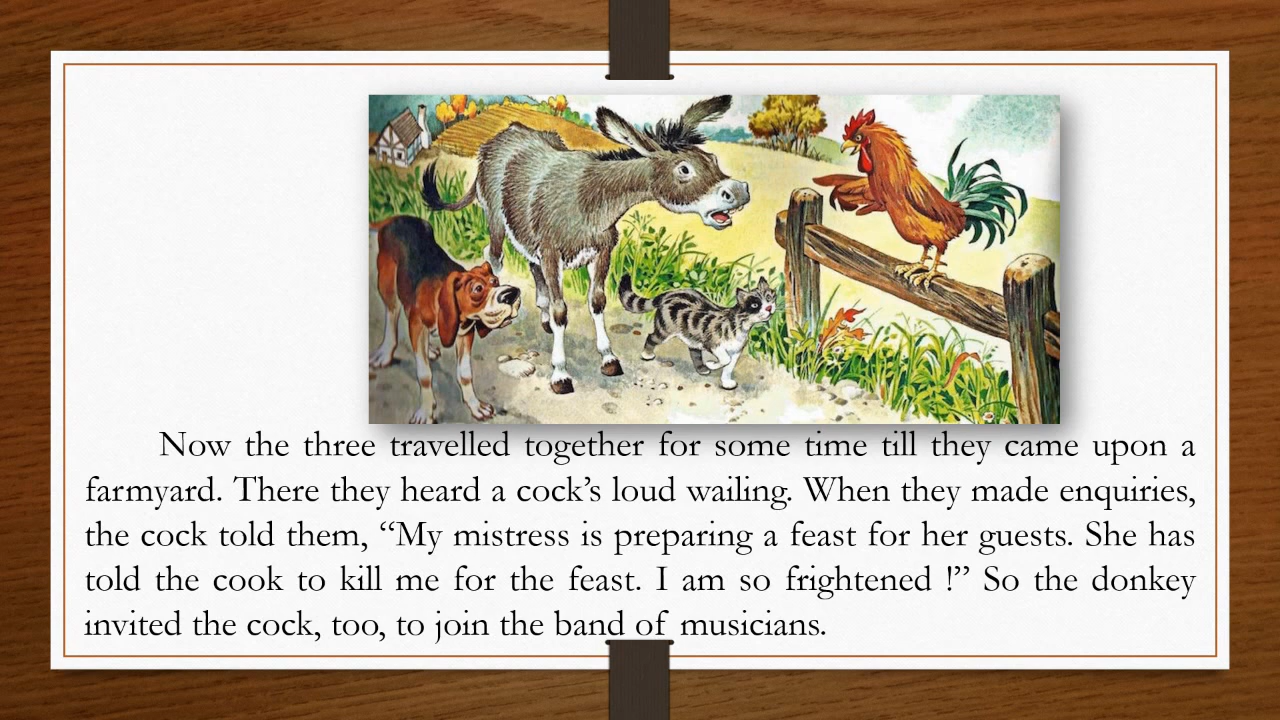 Now the three travelled together for some time till they came upon a
farmyard. There they heard a cock’s loud wailing. When they made enquiries,
the cock told them, “My mistress is preparing a feast for her guests. She has
told the cook to kill me for the feast. I am so frightened !” So the donkey
invited the cock, too, to join the band of musicians.